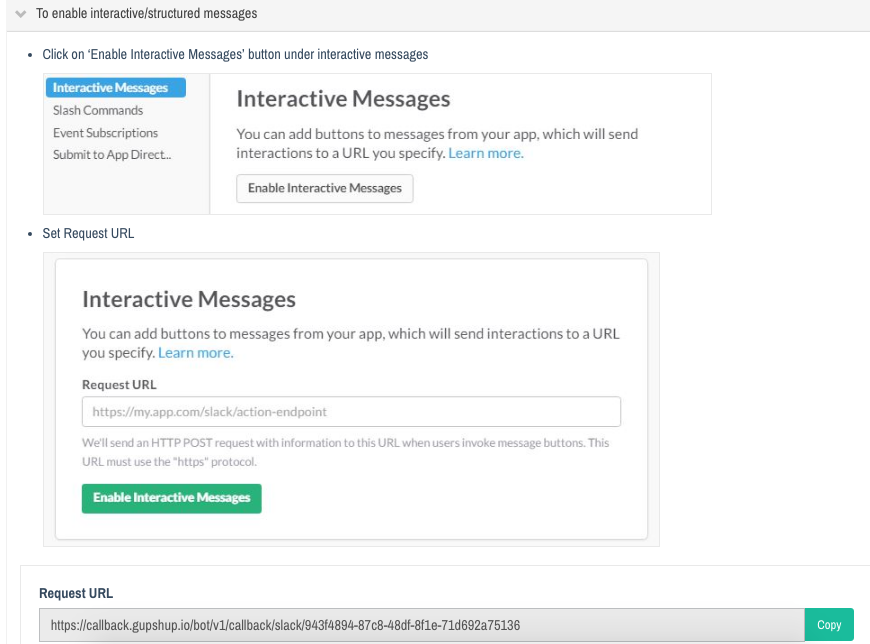 To enable interactive/structured messages
Click on ‘Enable Interactive Messages’ button under interactive messages
Interactive Messages
Slash Commands
Event Subscriptions
Submit to App Direct...
Interactive Messages
You can add buttons to messages from your app, which will send
interactions to a URL you specify. Learn more.
Enable Interactive Messages
Set Request URL
Interactive Messages
You can add buttons to messages from your app, which will send interactions to a URL
you specify. Learn more.
Request URL
https://my.app.com/slack/action-endpoint
We'll send an HTTP POST request with information to this URL when users invoke message buttons. This
URL must use the "https" protocol.
Enable Interactive Messages
Request URL
https://callback.gupshup.io/bot/v1/callback/slack/943f4894-87c8-48df-8f1e-71d692a75136
Copy